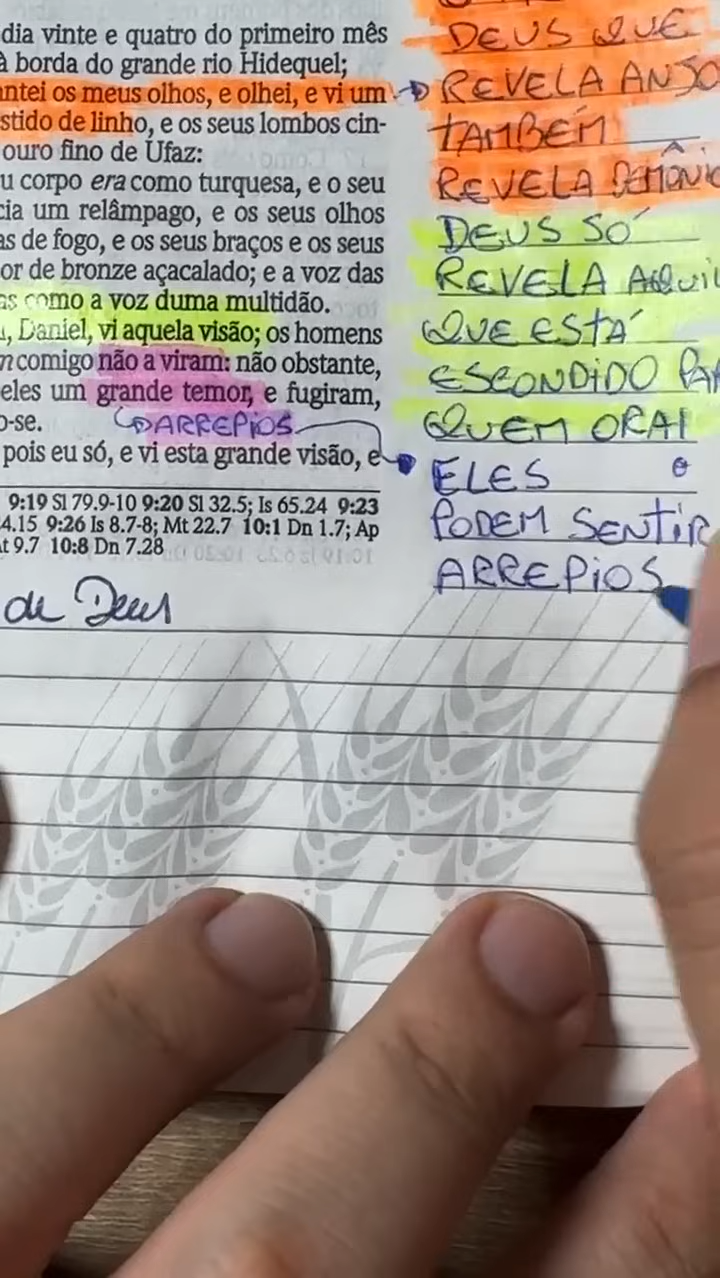 dia vinte e quatro do primeiro mês
à borda do grande rio Hidequel;
antei os meus olhos, e olhei, e vi um
stido de linho, e os seus lombos cin-
ouro fino de Ufaz:
u corpo era como turquesa, e o seu
cia um relâmpago, e os seus olhos
as de fogo, e os seus braços e os seus
or de bronze açacalado; e a voz das
as como a voz duma multidão.
, Daniel, vi aquela visão; os homens
comigo não a viram: não obstante,
eles um grande temor, e fugiram,
o-se.
ARREPIOS
pois eu só, e vi esta grande visão, e
9:19 Sl 79.9-10 9:20 Sl 32.5; Is 65.24 9:23
4.15 9:26 Is 8.7-8; Mt 22.7 10:1 Dn 1.7; Ap
t 9.7 10:8 Dn 7.28
de Deus
DEUS QUE
REVELA ANJO
TAMBÉM
REVELA DEMÔNIO
DEUS SÓ
REVELA AQUIL
QUE ESTÁ
ESCONDIDO PAR
QUEM ORA!
ELES
PODEM SENTIR
ARREPIOS